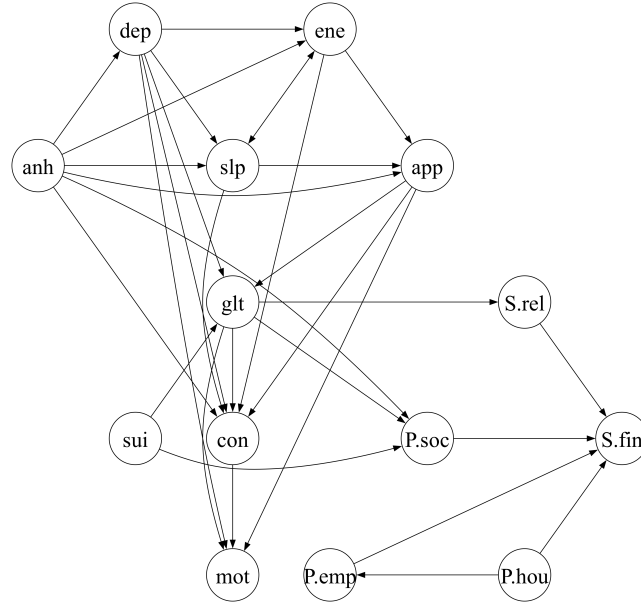 dep ene
anh slp app
glt S.rel
sui con P.soc S.fin
mot P.emp P.hou